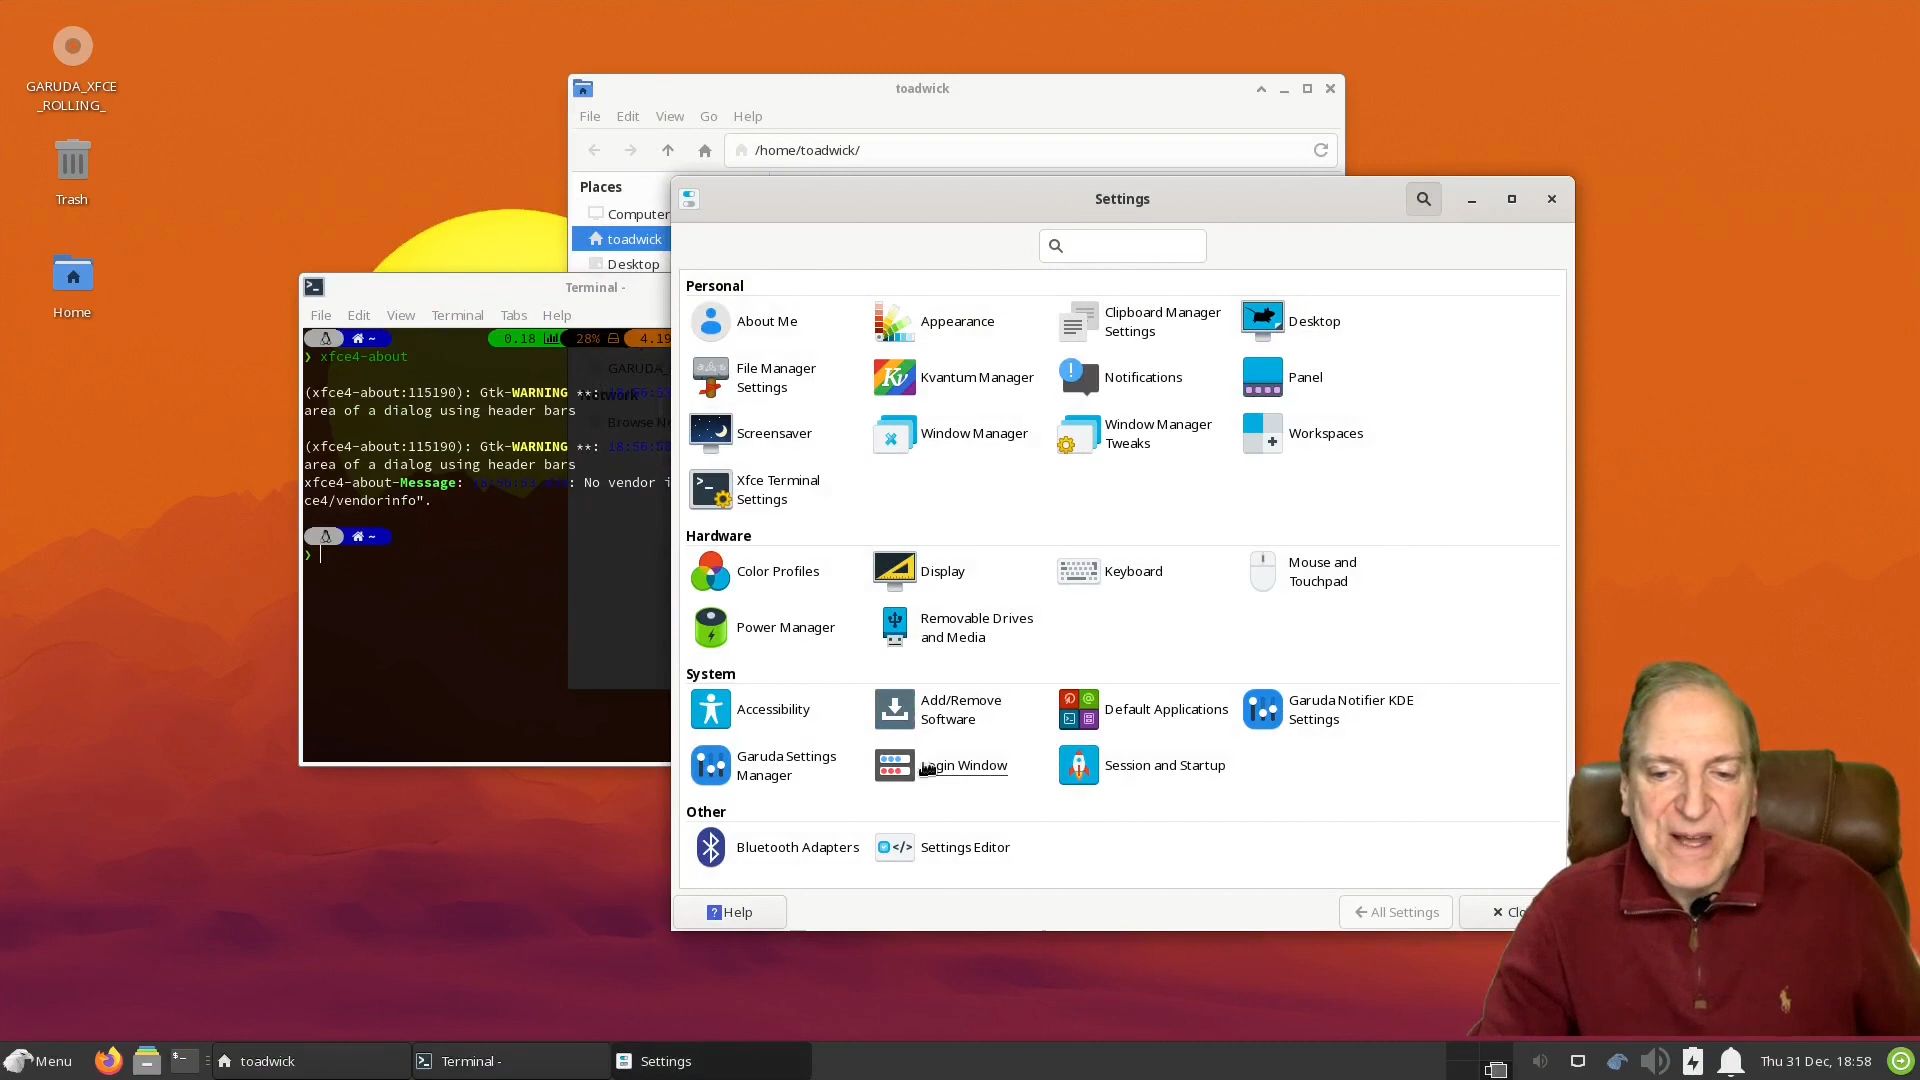 GARUDA_XFCE
_ROLLING_
Trash
Home
toadwick
File Edit View Go Help
/home/toadwick/
Places
Computer
toadwick
Desktop
Terminal -
File Edit View Terminal Tabs Help
~ 0.18 28% 4.19
❯ xfce4-about
(xfce4-about:115190): Gtk-WARNING **:
area of a dialog using header bars
(xfce4-about:115190): Gtk-WARNING **:
area of a dialog using header bars
xfce4-about-Message: : No vendor
ce4/vendorinfo".
~
❯
Settings
Personal
About Me
Appearance
Clipboard Manager
Settings
Desktop
File Manager
Settings
Kvantum Manager
Notifications
Panel
Screensaver
Window Manager
Window Manager
Tweaks
Workspaces
Xfce Terminal
Settings
Hardware
Color Profiles
Display
Keyboard
Mouse and
Touchpad
Power Manager
Removable Drives
and Media
System
Accessibility
Add/Remove
Software
Default Applications
Garuda Notifier KDE
Settings
Garuda Settings
Manager
Login Window
Session and Startup
Other
Bluetooth Adapters
Settings Editor
Help
All Settings
Menu
toadwick
Terminal -
Settings
Thu 31 Dec, 18:58